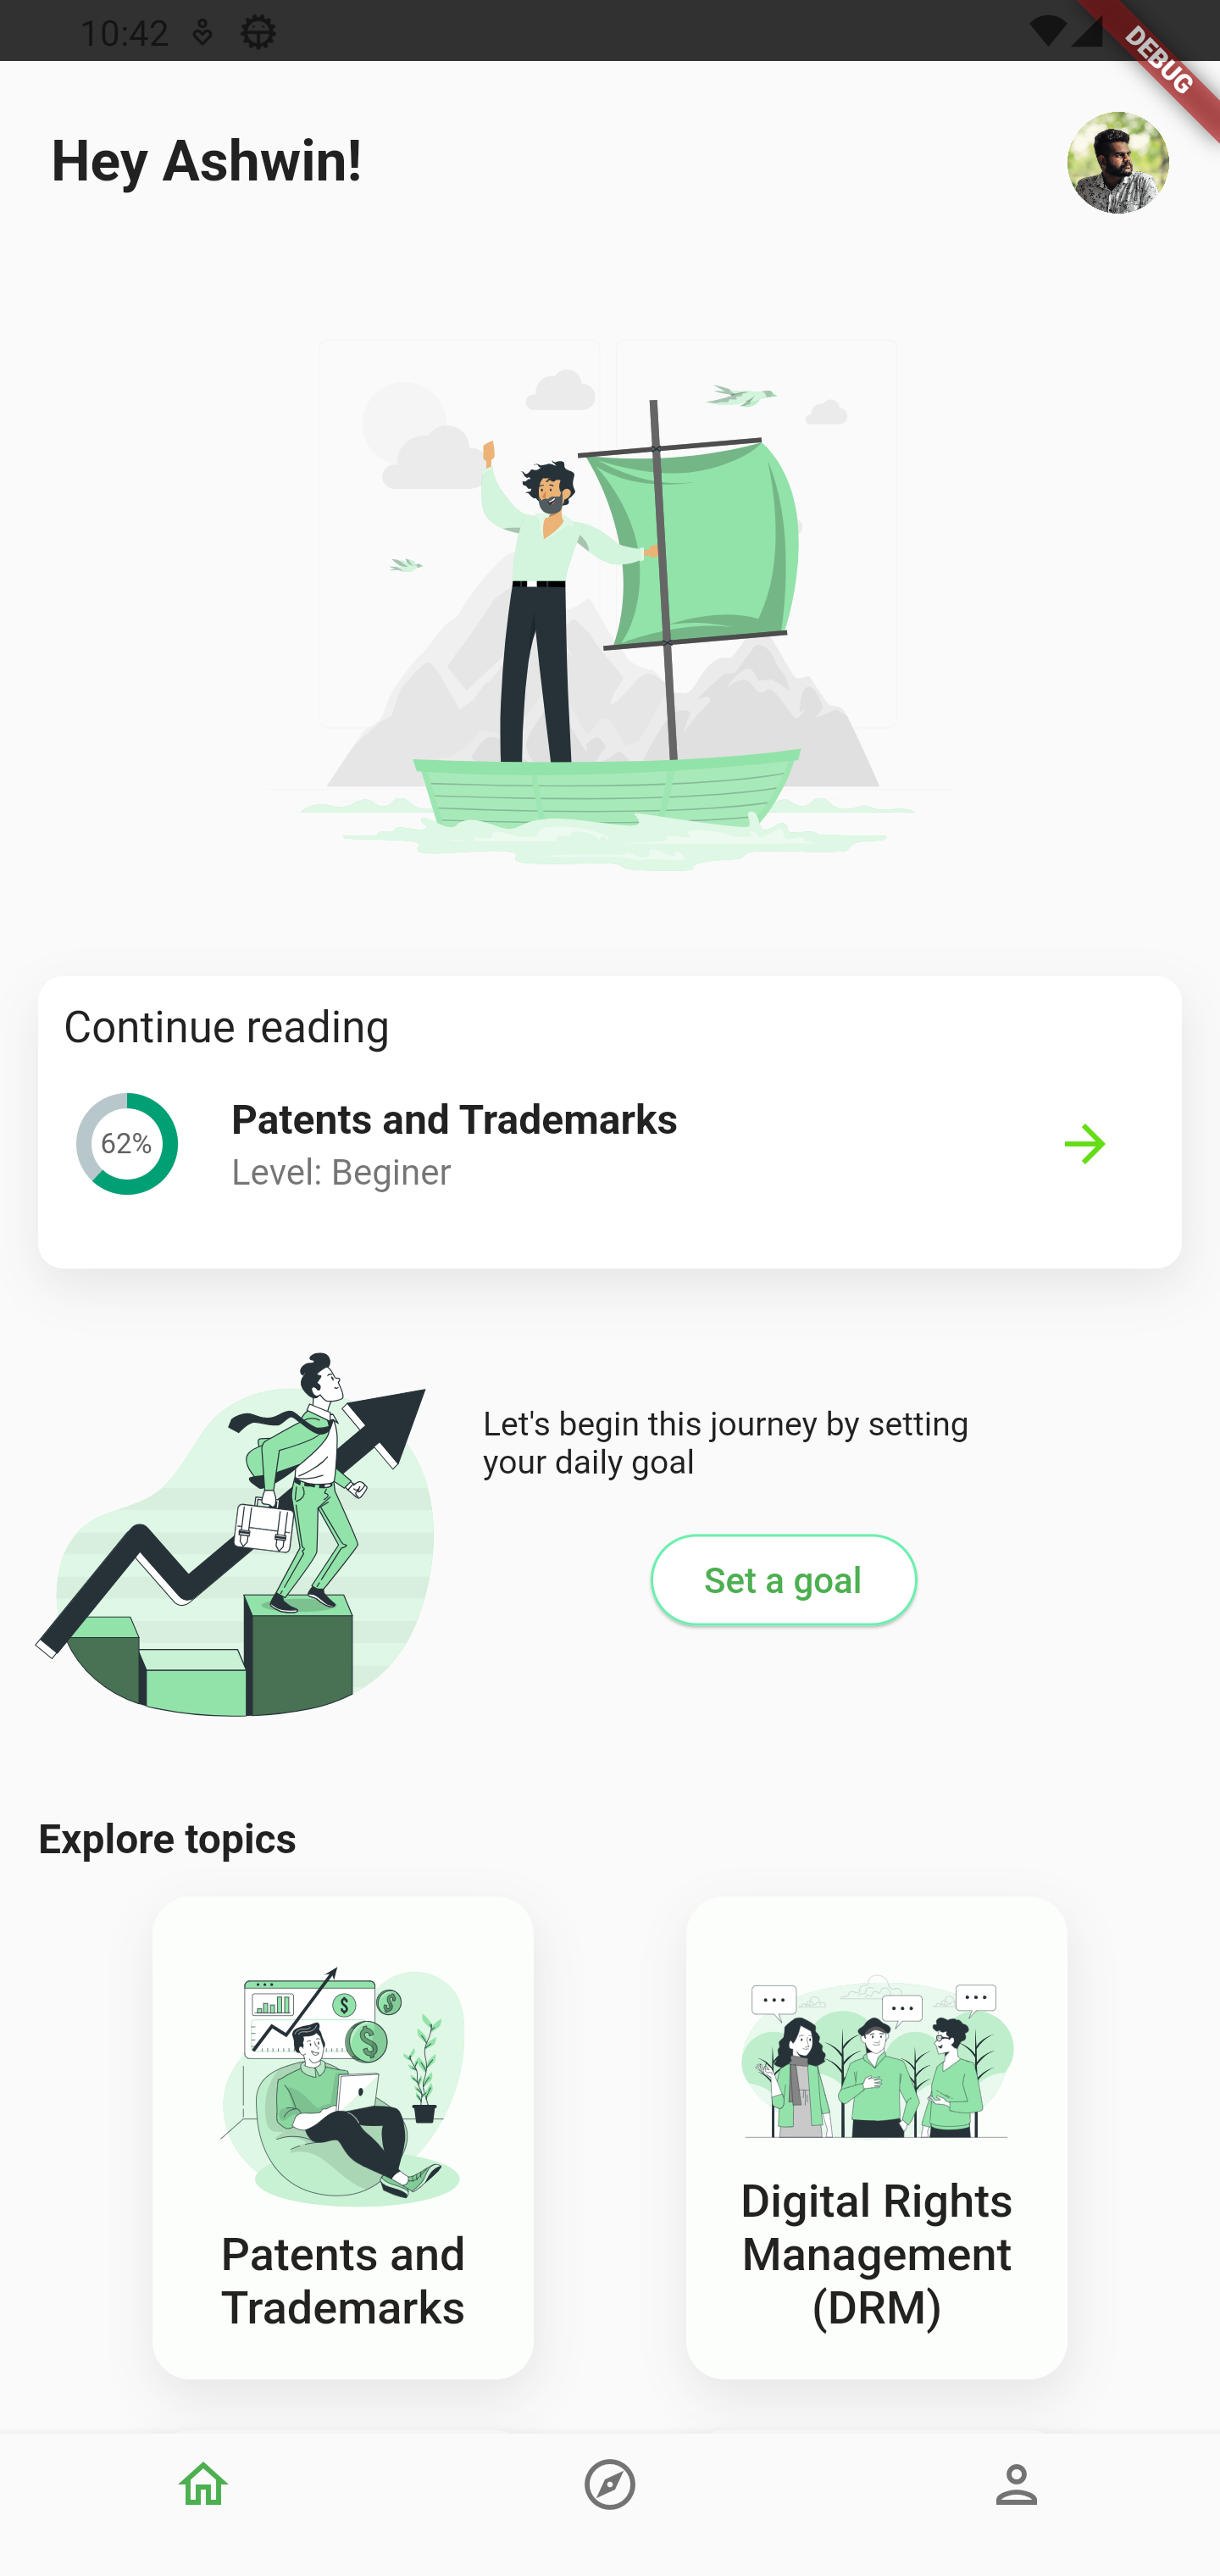 10:42
DEBUG
Hey Ashwin!
Continue reading
62%
Patents and Trademarks
Level: Beginer
Let's begin this journey by setting
your daily goal
Set a goal
Explore topics
$
$
$
Patents and
Trademarks
Digital Rights
Management
(DRM)